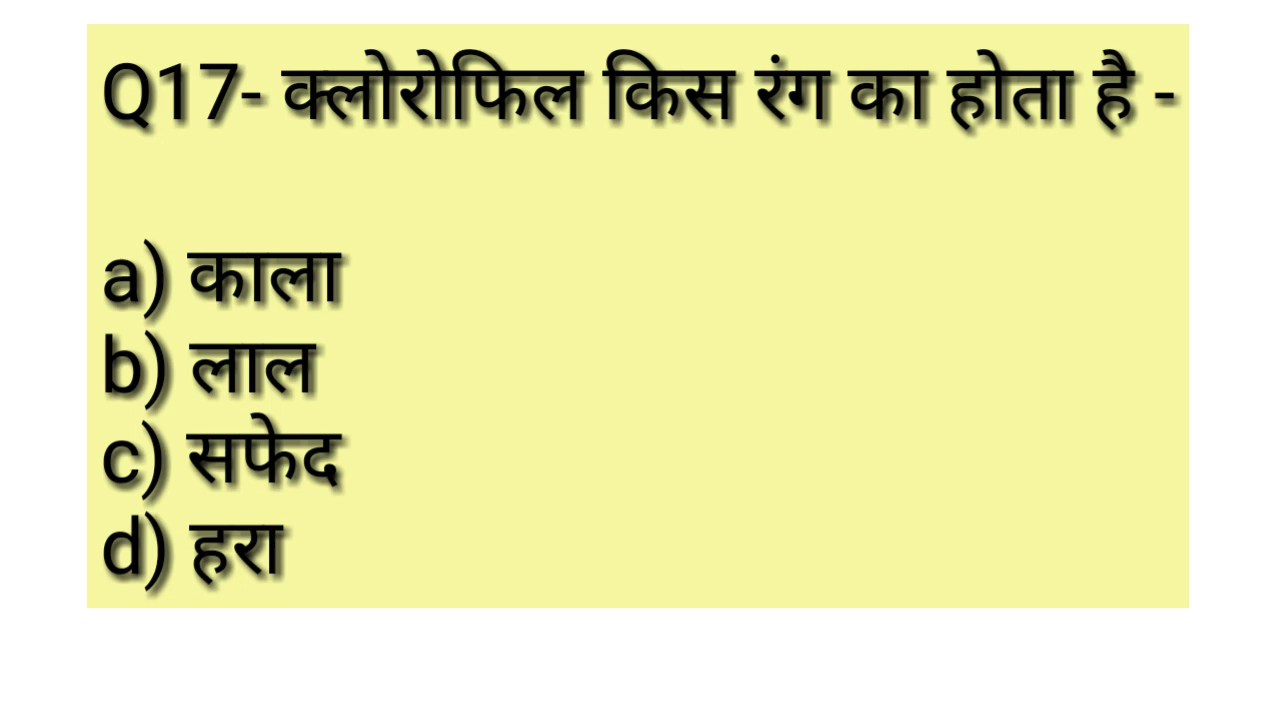 Q17- क्लोरोफिल किस रंग का होता है -
a) काला
b) लाल
c) सफेद
d) हरा